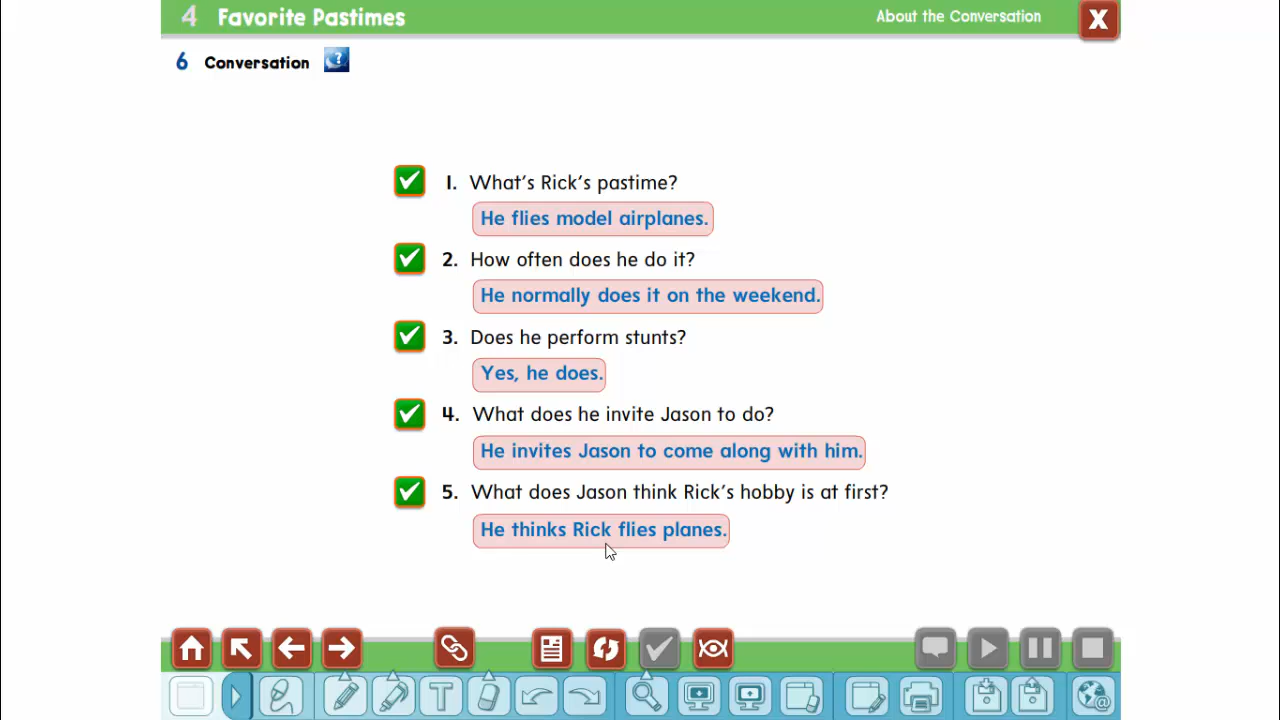 4 Favorite Pastimes
About the Conversation
X
6 Conversation ?
1. What's Rick's pastime?
He flies model airplanes.
2. How often does he do it?
He normally does it on the weekend.
3. Does he perform stunts?
Yes, he does.
4. What does he invite Jason to do?
He invites Jason to come along with him.
5. What does Jason think Rick's hobby is at first?
He thinks Rick flies planes.
T
@